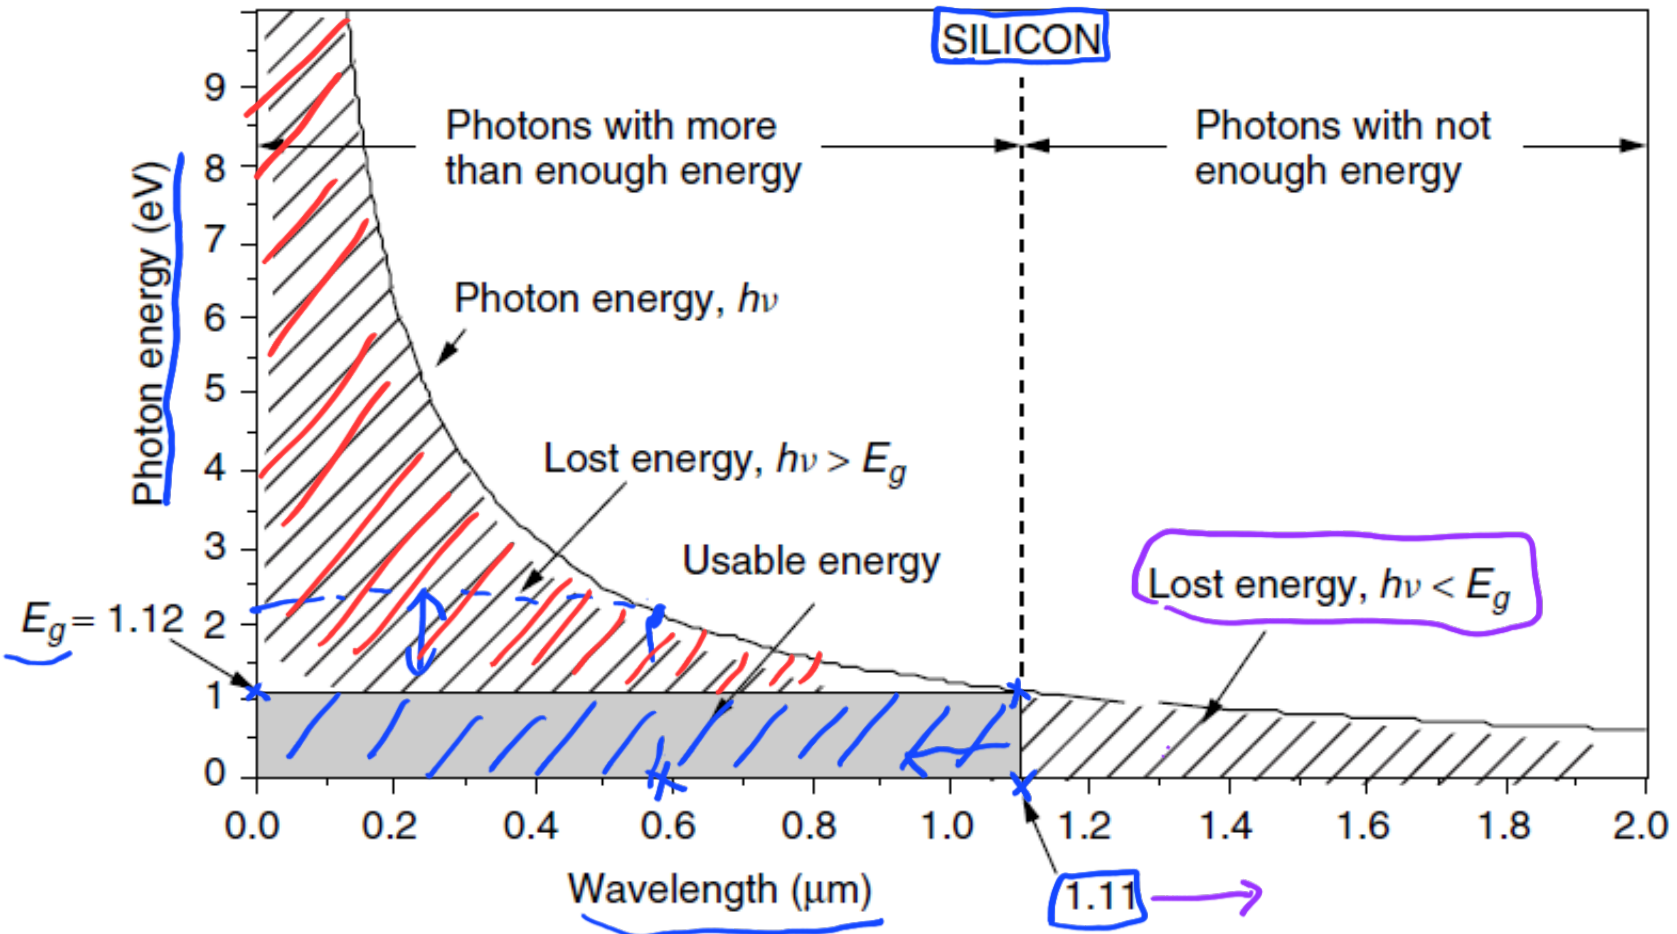 SILICON
9
Photons with more
than enough energy
Photons with not
enough energy
8
7
Photon energy, hν
6
5
Photon energy (eV)
Lost energy, hν > Eg
4
3
Usable energy
Lost energy, hν < Eg
Eg = 1.12
2
1
0
0.0 0.2 0.4 0.6 0.8 1.0 1.2 1.4 1.6 1.8 2.0
Wavelength (μm)
1.11